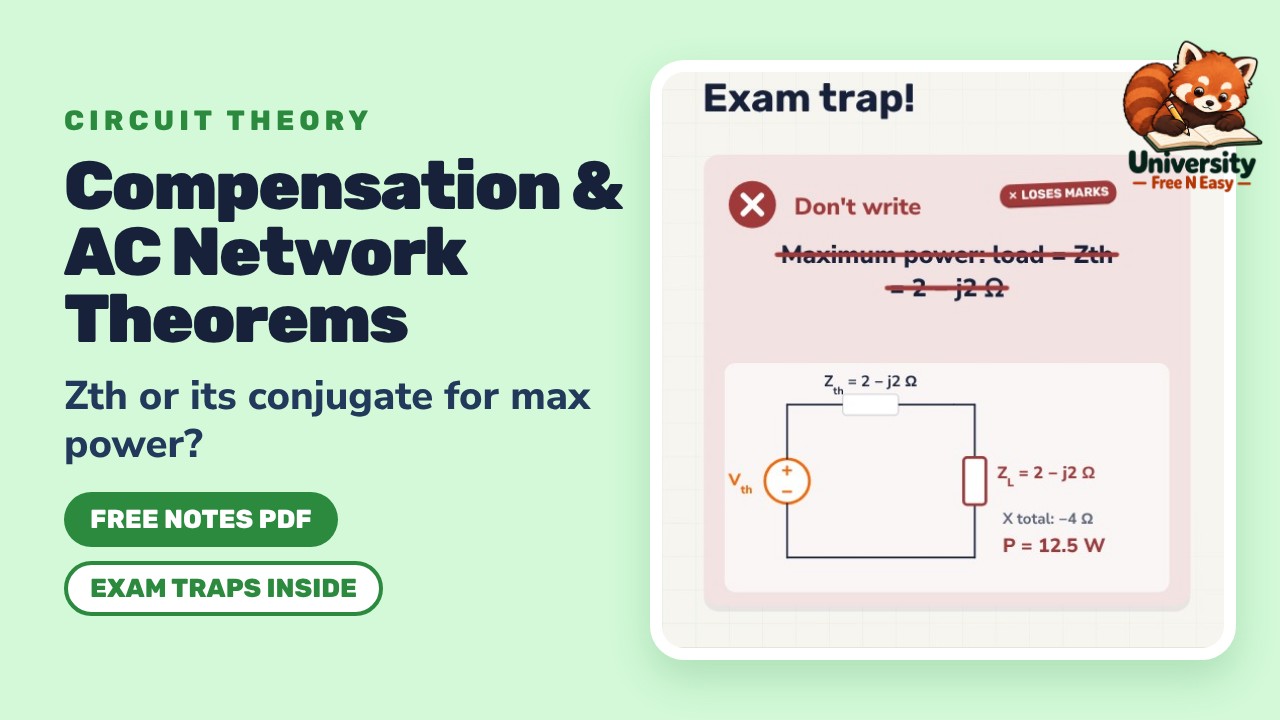 CIRCUIT THEORY
Compensation &
AC Network
Theorems
Zth or its conjugate for max
power?
FREE NOTES PDF
EXAM TRAPS INSIDE
Exam trap!
University
Free N Easy
Don't write
× LOSES MARKS
Maximum power: load = Zth
= 2 − j2 Ω
Zth = 2 − j2 Ω
Vth
+
−
ZL = 2 − j2 Ω
X total: −4 Ω
P = 12.5 W